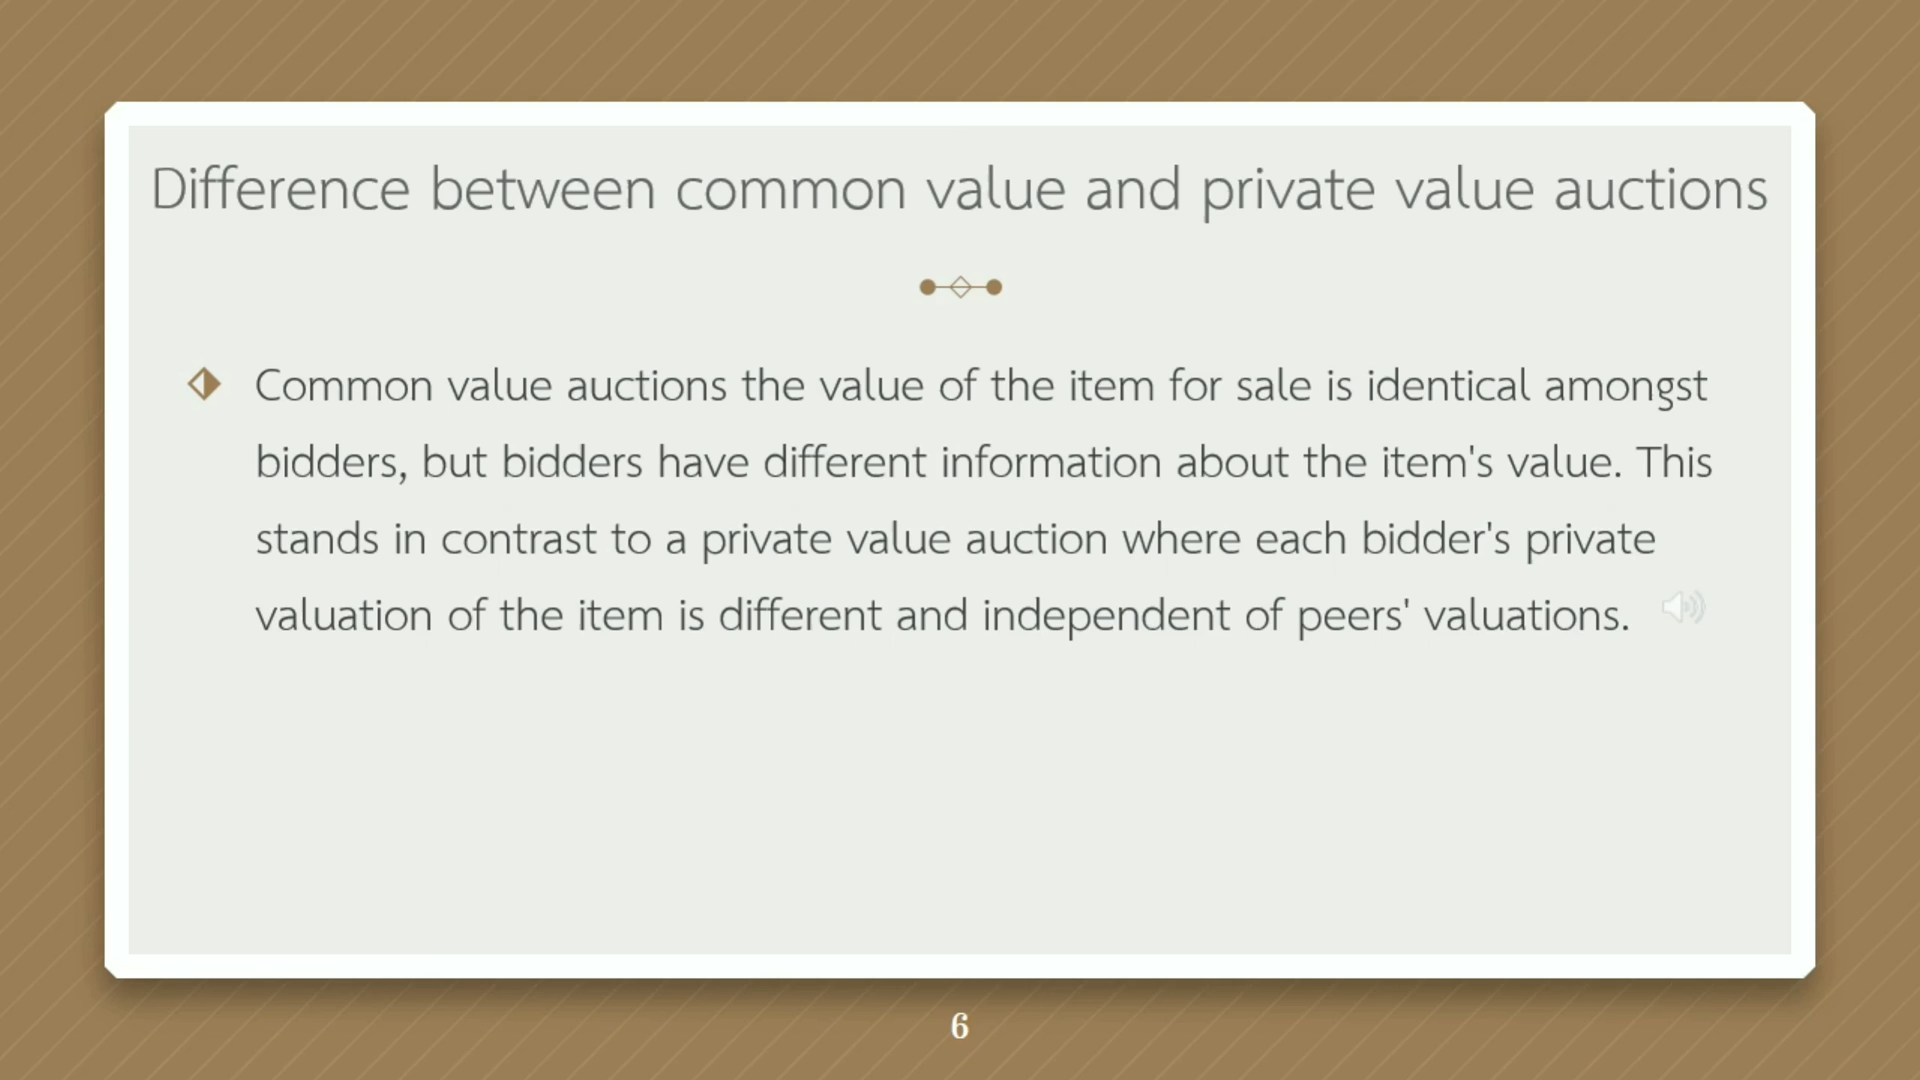 Difference between common value and private value auctions
Common value auctions the value of the item for sale is identical amongst
bidders, but bidders have different information about the item's value. This
stands in contrast to a private value auction where each bidder's private
valuation of the item is different and independent of peers' valuations.
6